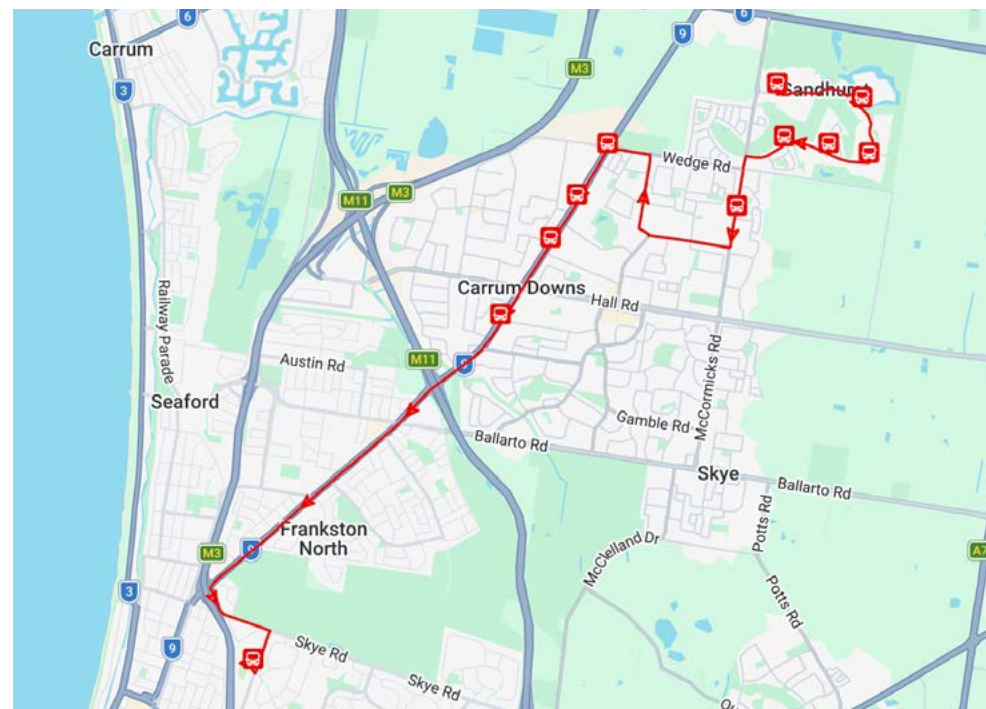 Carrum
6
3
M3
9
6
Sandhurst
Wedge Rd
M11
M3
Carrum Downs
Hall Rd
Railway Parade
Austin Rd
M11
9
McCormicks Rd
Seaford
Gamble Rd
Ballarto Rd
Skye
Ballarto Rd
Potts Rd
Frankston
North
9
M3
McClelland Dr
A7
3
Potts Rd
9
Skye Rd
Skye Rd